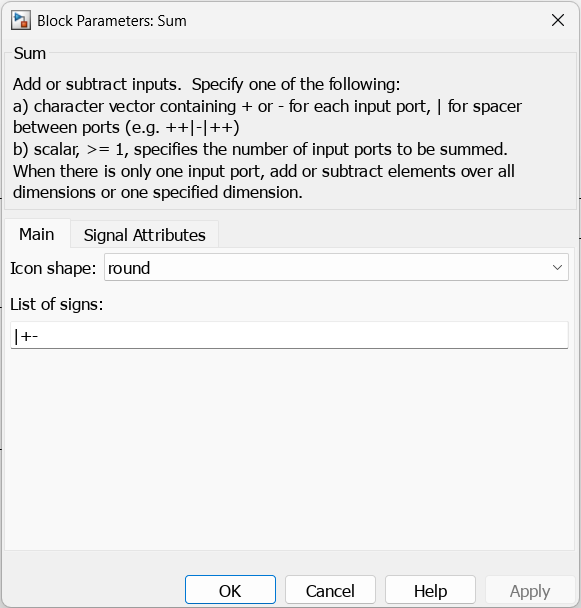 Block Parameters: Sum
Sum
Add or subtract inputs.  Specify one of the following:
a) character vector containing + or - for each input port, | for spacer
between ports (e.g. ++|-|++)
b) scalar, >= 1, specifies the number of input ports to be summed.
When there is only one input port, add or subtract elements over all
dimensions or one specified dimension.
Main
Signal Attributes
Icon shape: round
List of signs:
|+-
OK
Cancel
Help
Apply